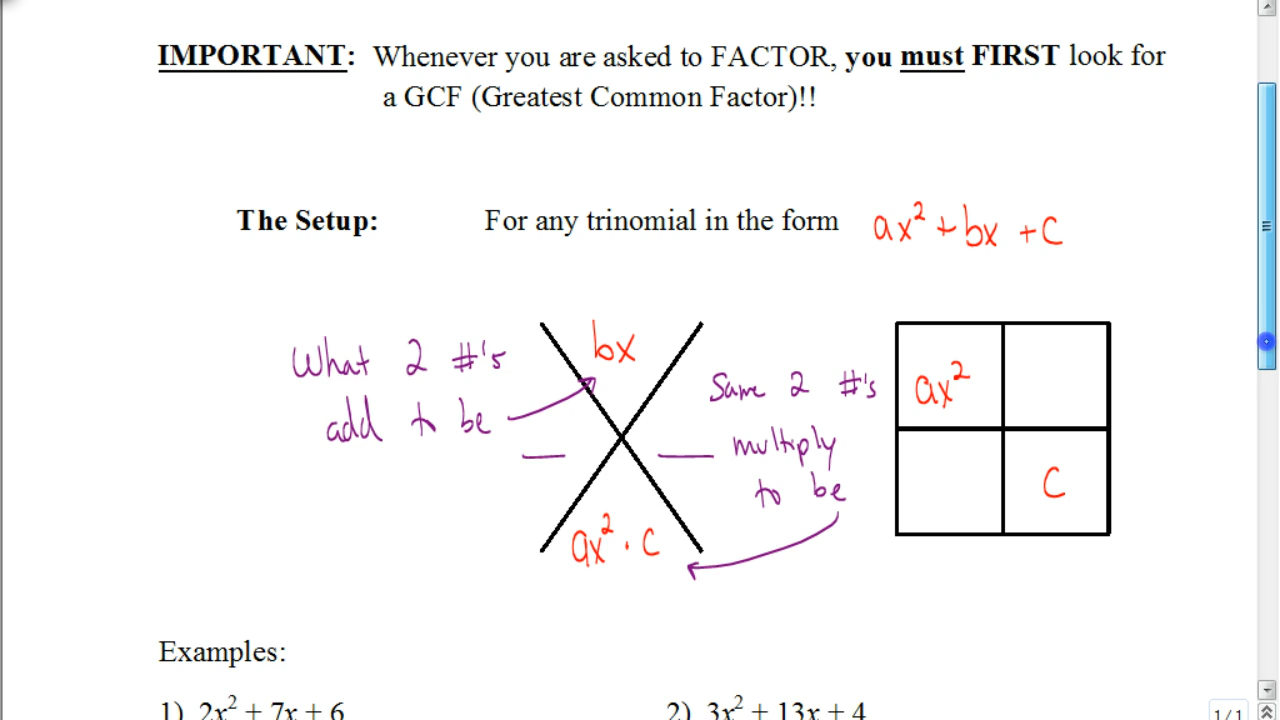 IMPORTANT: Whenever you are asked to FACTOR, you must FIRST look for
a GCF (Greatest Common Factor)!!
The Setup: For any trinomial in the form ax² + bx + c
What 2 #'s
add to be
bx
Same 2 #'s
multiply
to be
ax² · c
ax²
c
Examples:
1) 2x² + 7x + 6 2) 3x² + 13x + 4
1/1